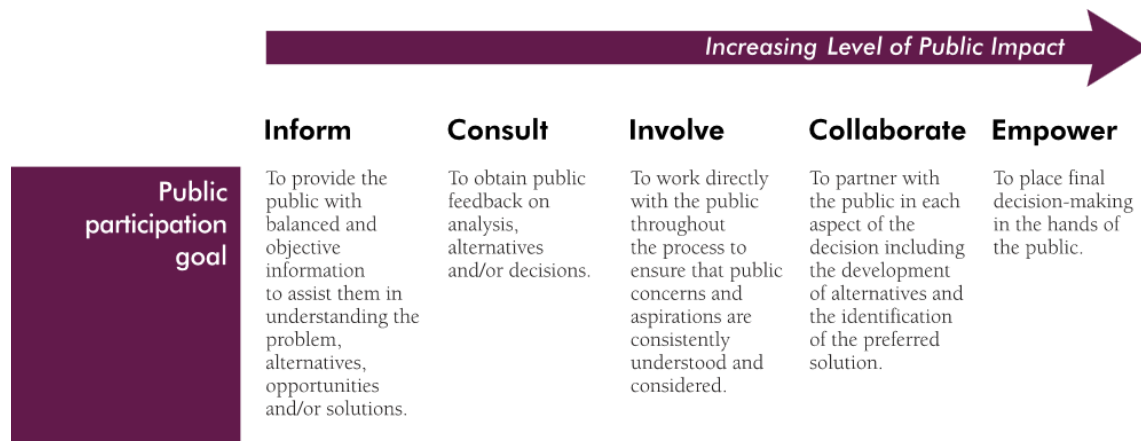 Increasing Level of Public Impact
Inform
Consult
Involve
Collaborate
Empower
Public
participation
goal
To provide the
public with
balanced and
objective
information
to assist them in
understanding the
problem,
alternatives,
opportunities
and/or solutions.
To obtain public
feedback on
analysis,
alternatives
and/or decisions.
To work directly
with the public
throughout
the process to
ensure that public
concerns and
aspirations are
consistently
understood and
considered.
To partner with
the public in each
aspect of the
decision including
the development
of alternatives and
the identification
of the preferred
solution.
To place final
decision-making
in the hands of
the public.